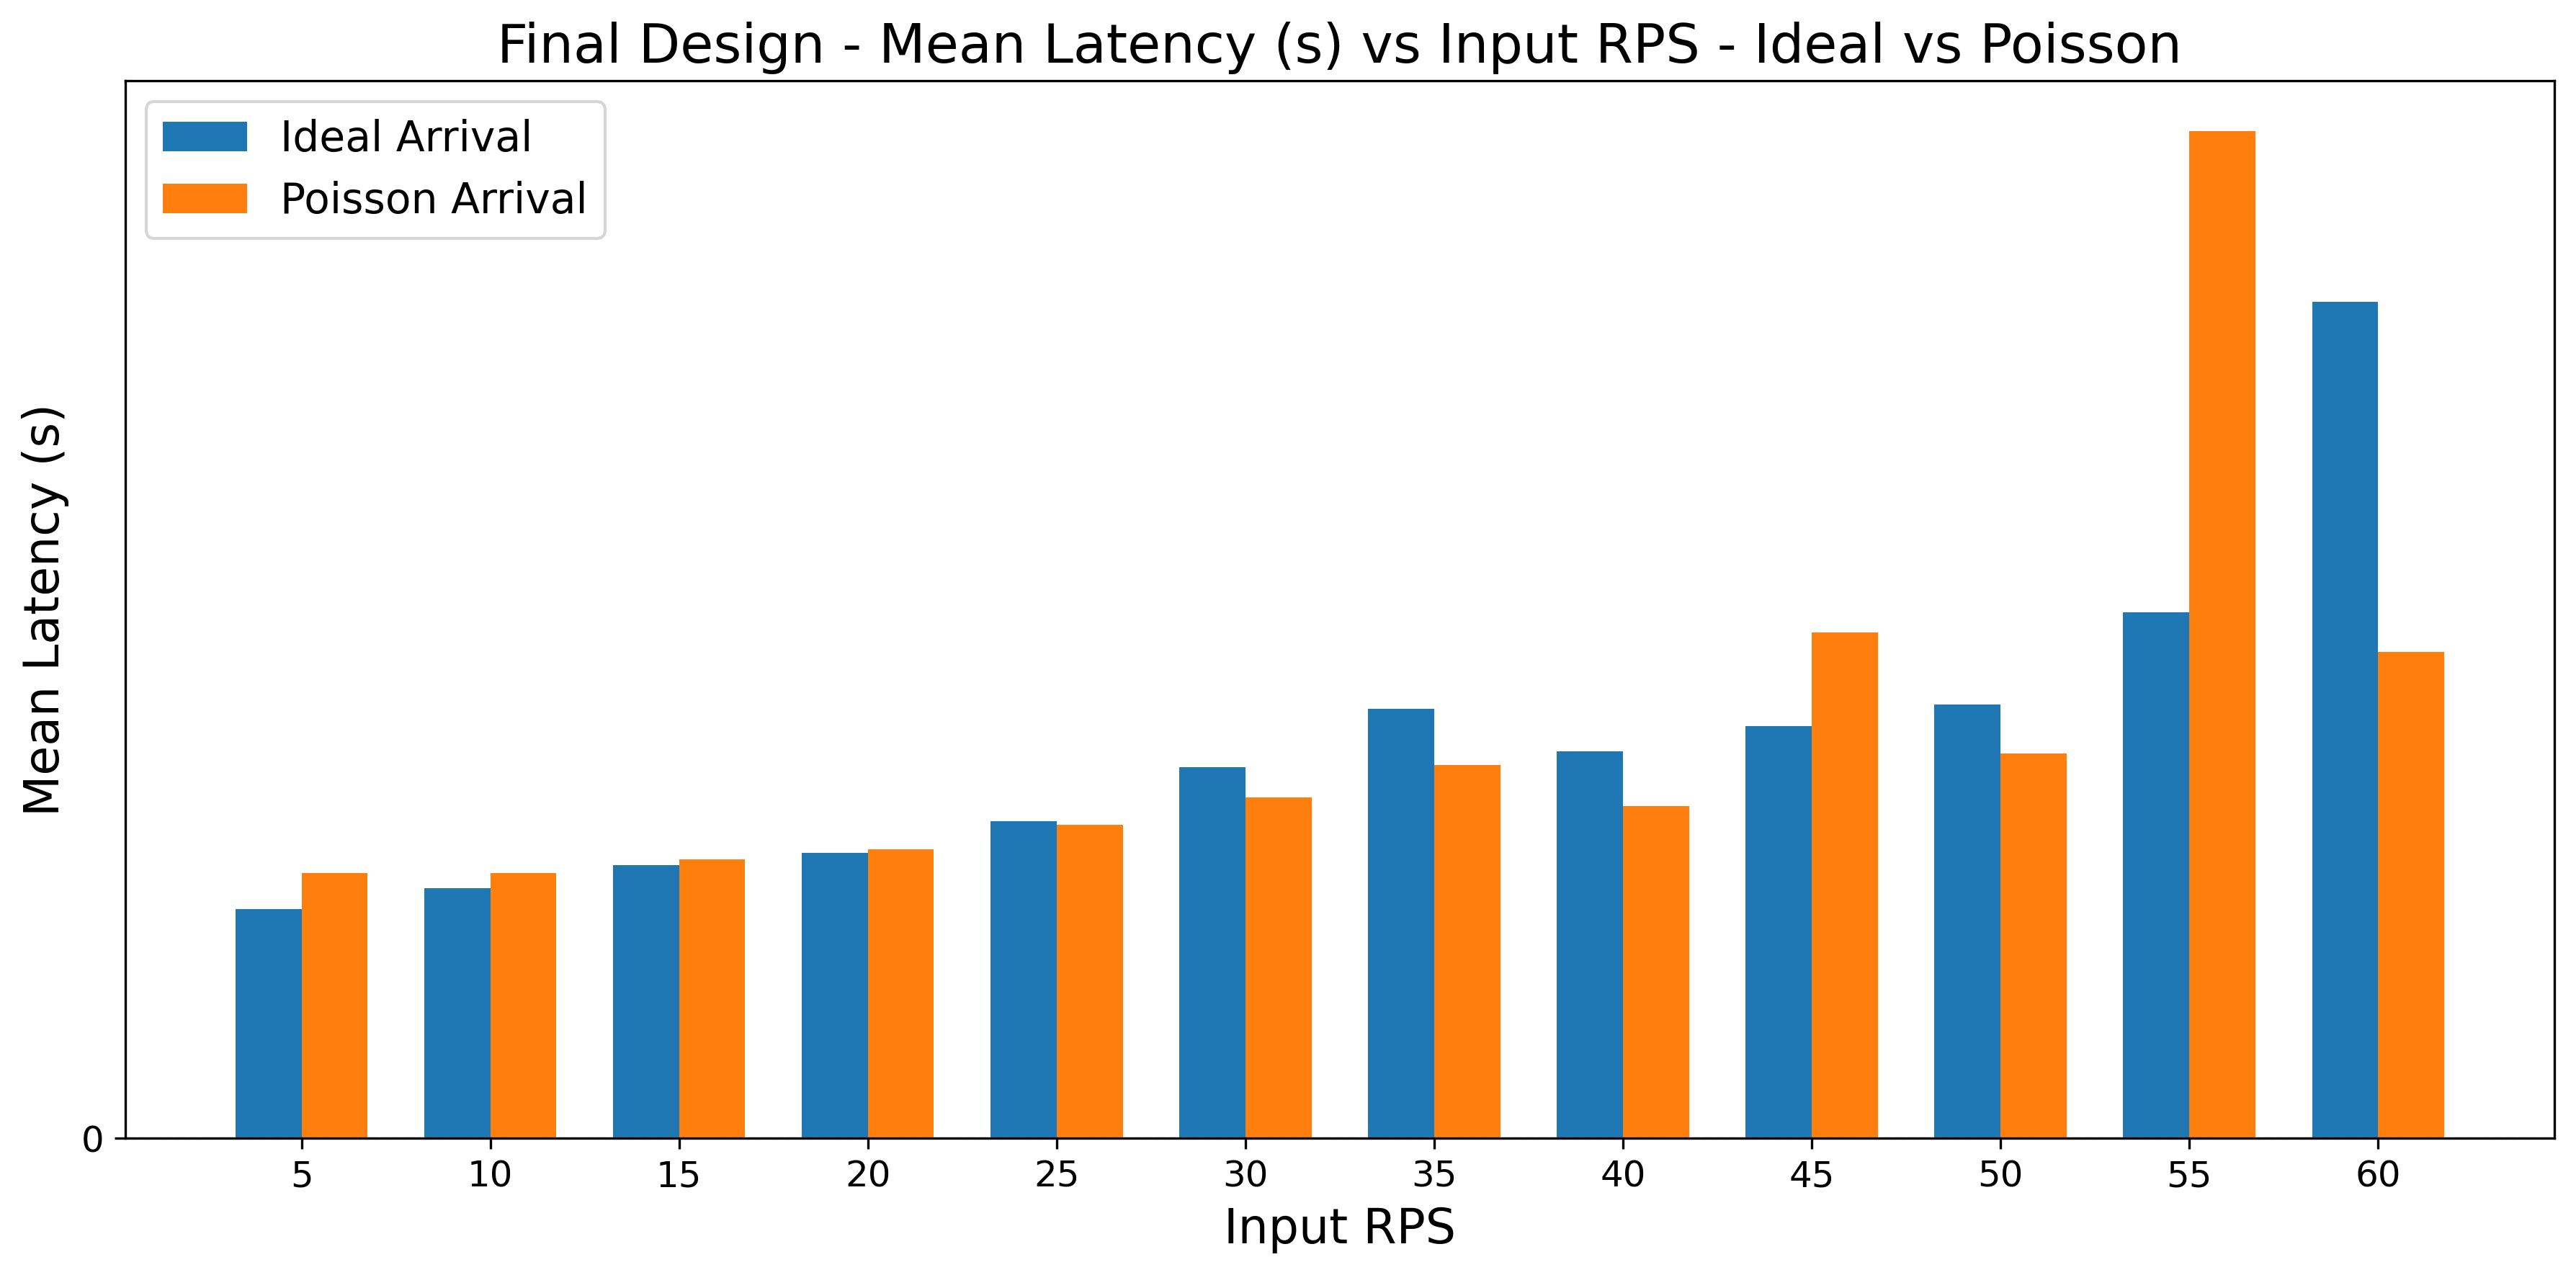 Final Design - Mean Latency (s) vs Input RPS - Ideal vs Poisson
Ideal Arrival
Poisson Arrival
Mean Latency (s)
0
5 10 15 20 25 30 35 40 45 50 55 60
Input RPS